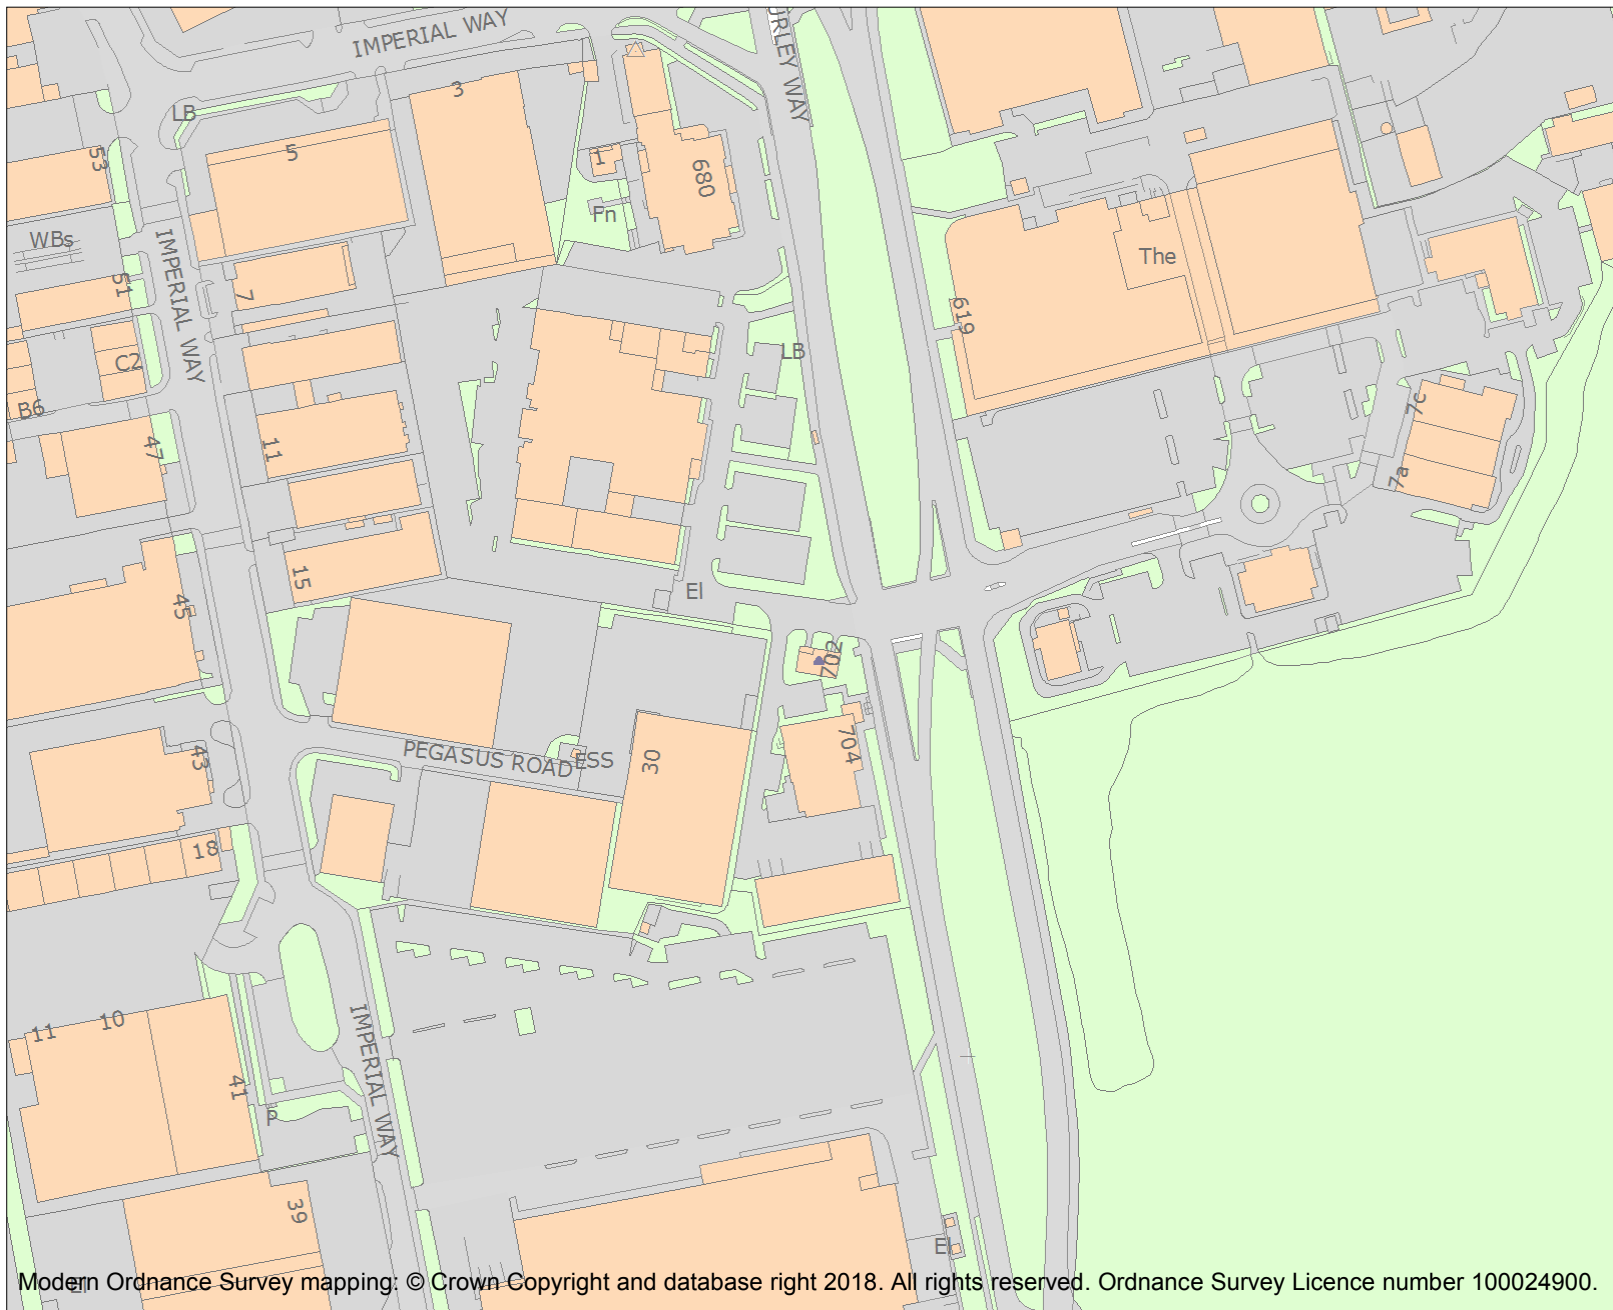 IMPERIAL WAY
URLEY WAY
3
LB
5
53
1
680
Fn
WBs
IMPERIAL WAY
The
51
7
619
LB
C2
B6
7c
11
47
7a
15
45
El
702
43
PEGASUS ROAD
ESS
30
704
18
11
10
IMPERIAL WAY
41
P
39
El
El
Modern Ordnance Survey mapping: © Crown Copyright and database right 2018. All rights reserved. Ordnance Survey Licence number 100024900.